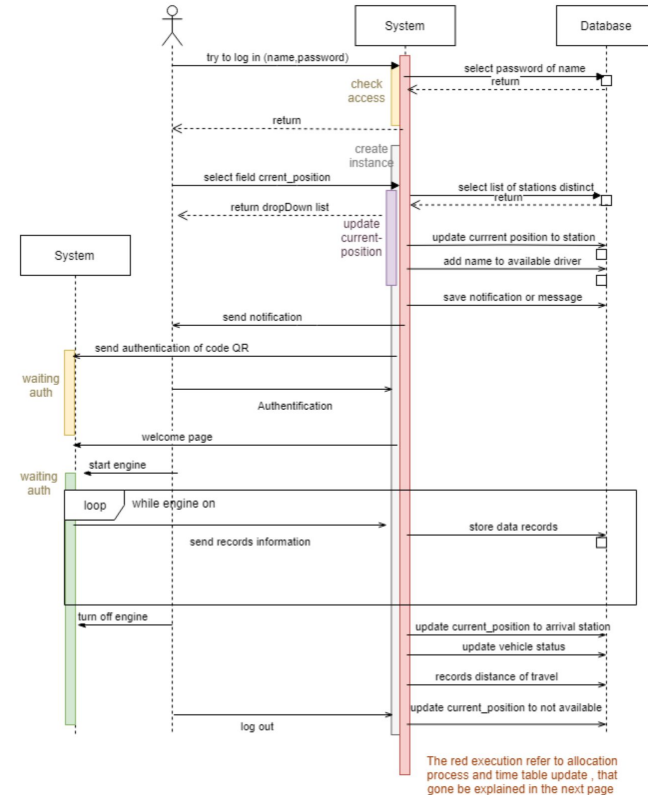 System
Database
try to log in (name,password)
select password of name
return
check
access
return
create
instance
select field crrent_position
select list of stations distinct
return
return dropDown list
update
current-
position
System
update currrent position to station
add name to available driver
save notification or message
send notification
send authentication of code QR
waiting
auth
Authentification
welcome page
start engine
waiting
auth
loop
while engine on
store data records
send records information
turn off engine
update current_position to arrival station
update vehicle status
records distance of travel
update current_position to not available
log out
The red execution refer to allocation
process and time table update , that
gone be explained in the next page